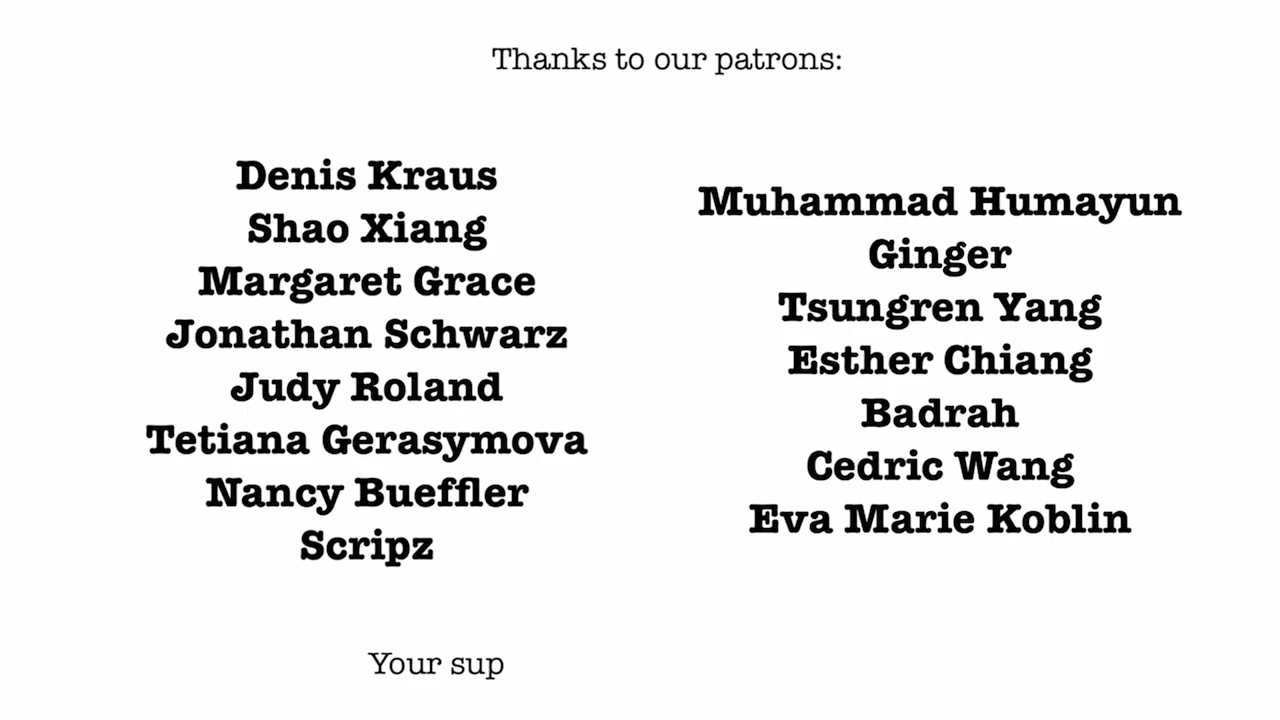 Thanks to our patrons:
Denis Kraus
Shao Xiang
Margaret Grace
Jonathan Schwarz
Judy Roland
Tetiana Gerasymova
Nancy Bueffler
Scripz
Muhammad Humayun
Ginger
Tsungren Yang
Esther Chiang
Badrah
Cedric Wang
Eva Marie Koblin
Your sup